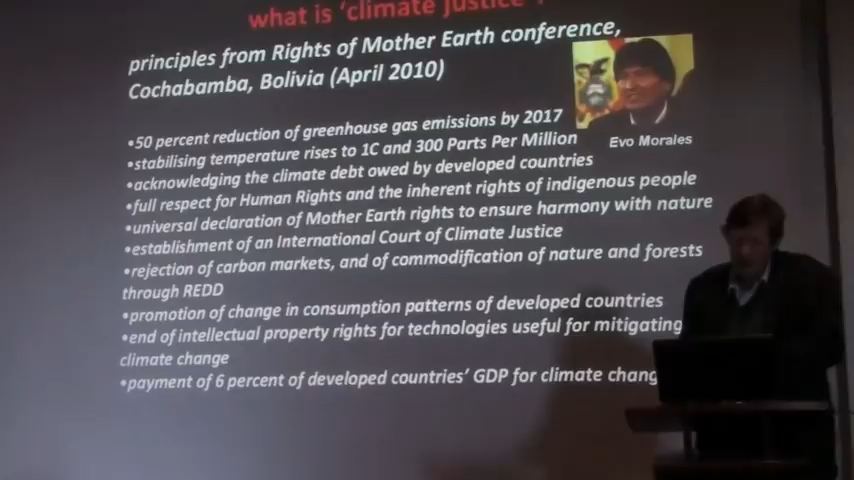 what is ‘climate justice’?
principles from Rights of Mother Earth conference,
Cochabamba, Bolivia (April 2010)
Evo Morales
•50 percent reduction of greenhouse gas emissions by 2017
•stabilising temperature rises to 1C and 300 Parts Per Million
•acknowledging the climate debt owed by developed countries
•full respect for Human Rights and the inherent rights of indigenous people
•universal declaration of Mother Earth rights to ensure harmony with nature
•establishment of an International Court of Climate Justice
•rejection of carbon markets, and of commodification of nature and forests
through REDD
•promotion of change in consumption patterns of developed countries
•end of intellectual property rights for technologies useful for mitigating
climate change
•payment of 6 percent of developed countries’ GDP for climate chang